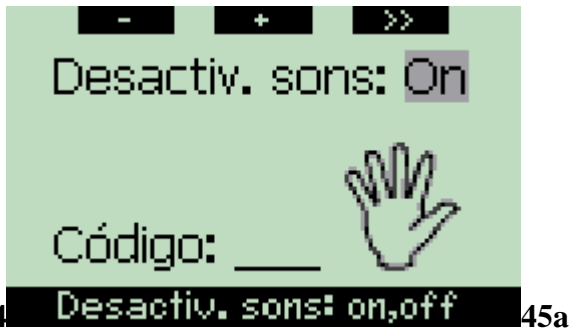 - + >>
Desactiv. sons: On
Código: ___
Desactiv. sons: on,off
45a